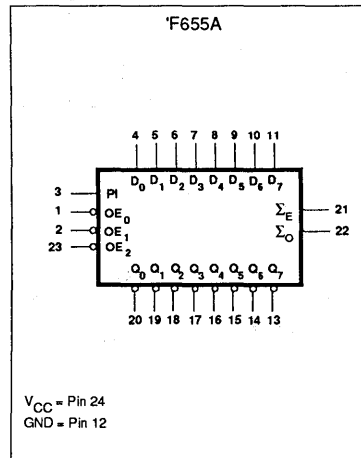 'F655A
4 5 6 7 8 9 10 11
D0 D1 D2 D3 D4 D5 D6 D7
3 PI
1 OE0
2 OE1
23 OE2
ΣE 21
ΣO 22
Q0 Q1 Q2 Q3 Q4 Q5 Q6 Q7
20 19 18 17 16 15 14 13
VCC = Pin 24
GND = Pin 12